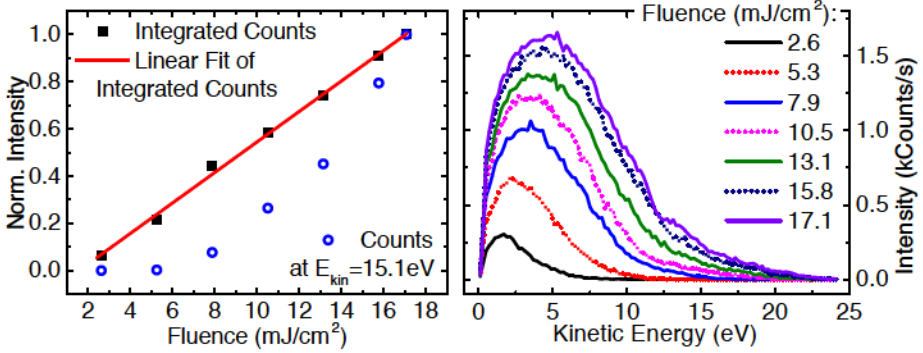 1.0
0.8
0.6
0.4
0.2
0.0
Norm. Intensity
Integrated Counts
Linear Fit of
Integrated Counts
Counts
at E_kin=15.1eV
2 4 6 8 10 12 14 16 18
Fluence (mJ/cm²)
Fluence (mJ/cm²):
2.6
5.3
7.9
10.5
13.1
15.8
17.1
1.5
1.0
0.5
0.0
Intensity (kCounts/s)
0 5 10 15 20 25
Kinetic Energy (eV)